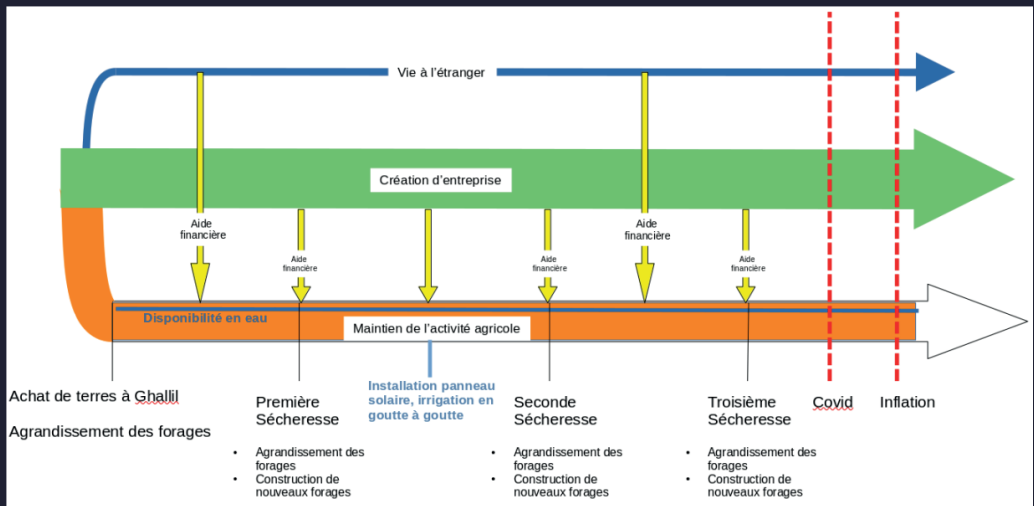 Vie à l'étranger
Création d'entreprise
Aide
financière
Aide
financière
Aide
financière
Aide
financière
Aide
financière
Disponibilité en eau
Maintien de l'activité agricole
Achat de terres à Ghallil
Agrandissement des forages
Première
Sécheresse
• Agrandissement des
forages
• Construction de
nouveaux forages
Installation panneau
solaire, irrigation en
goutte à goutte
Seconde
Sécheresse
• Agrandissement des
forages
• Construction de
nouveaux forages
Troisième
Sécheresse
• Agrandissement des
forages
• Construction de
nouveaux forages
Covid
Inflation